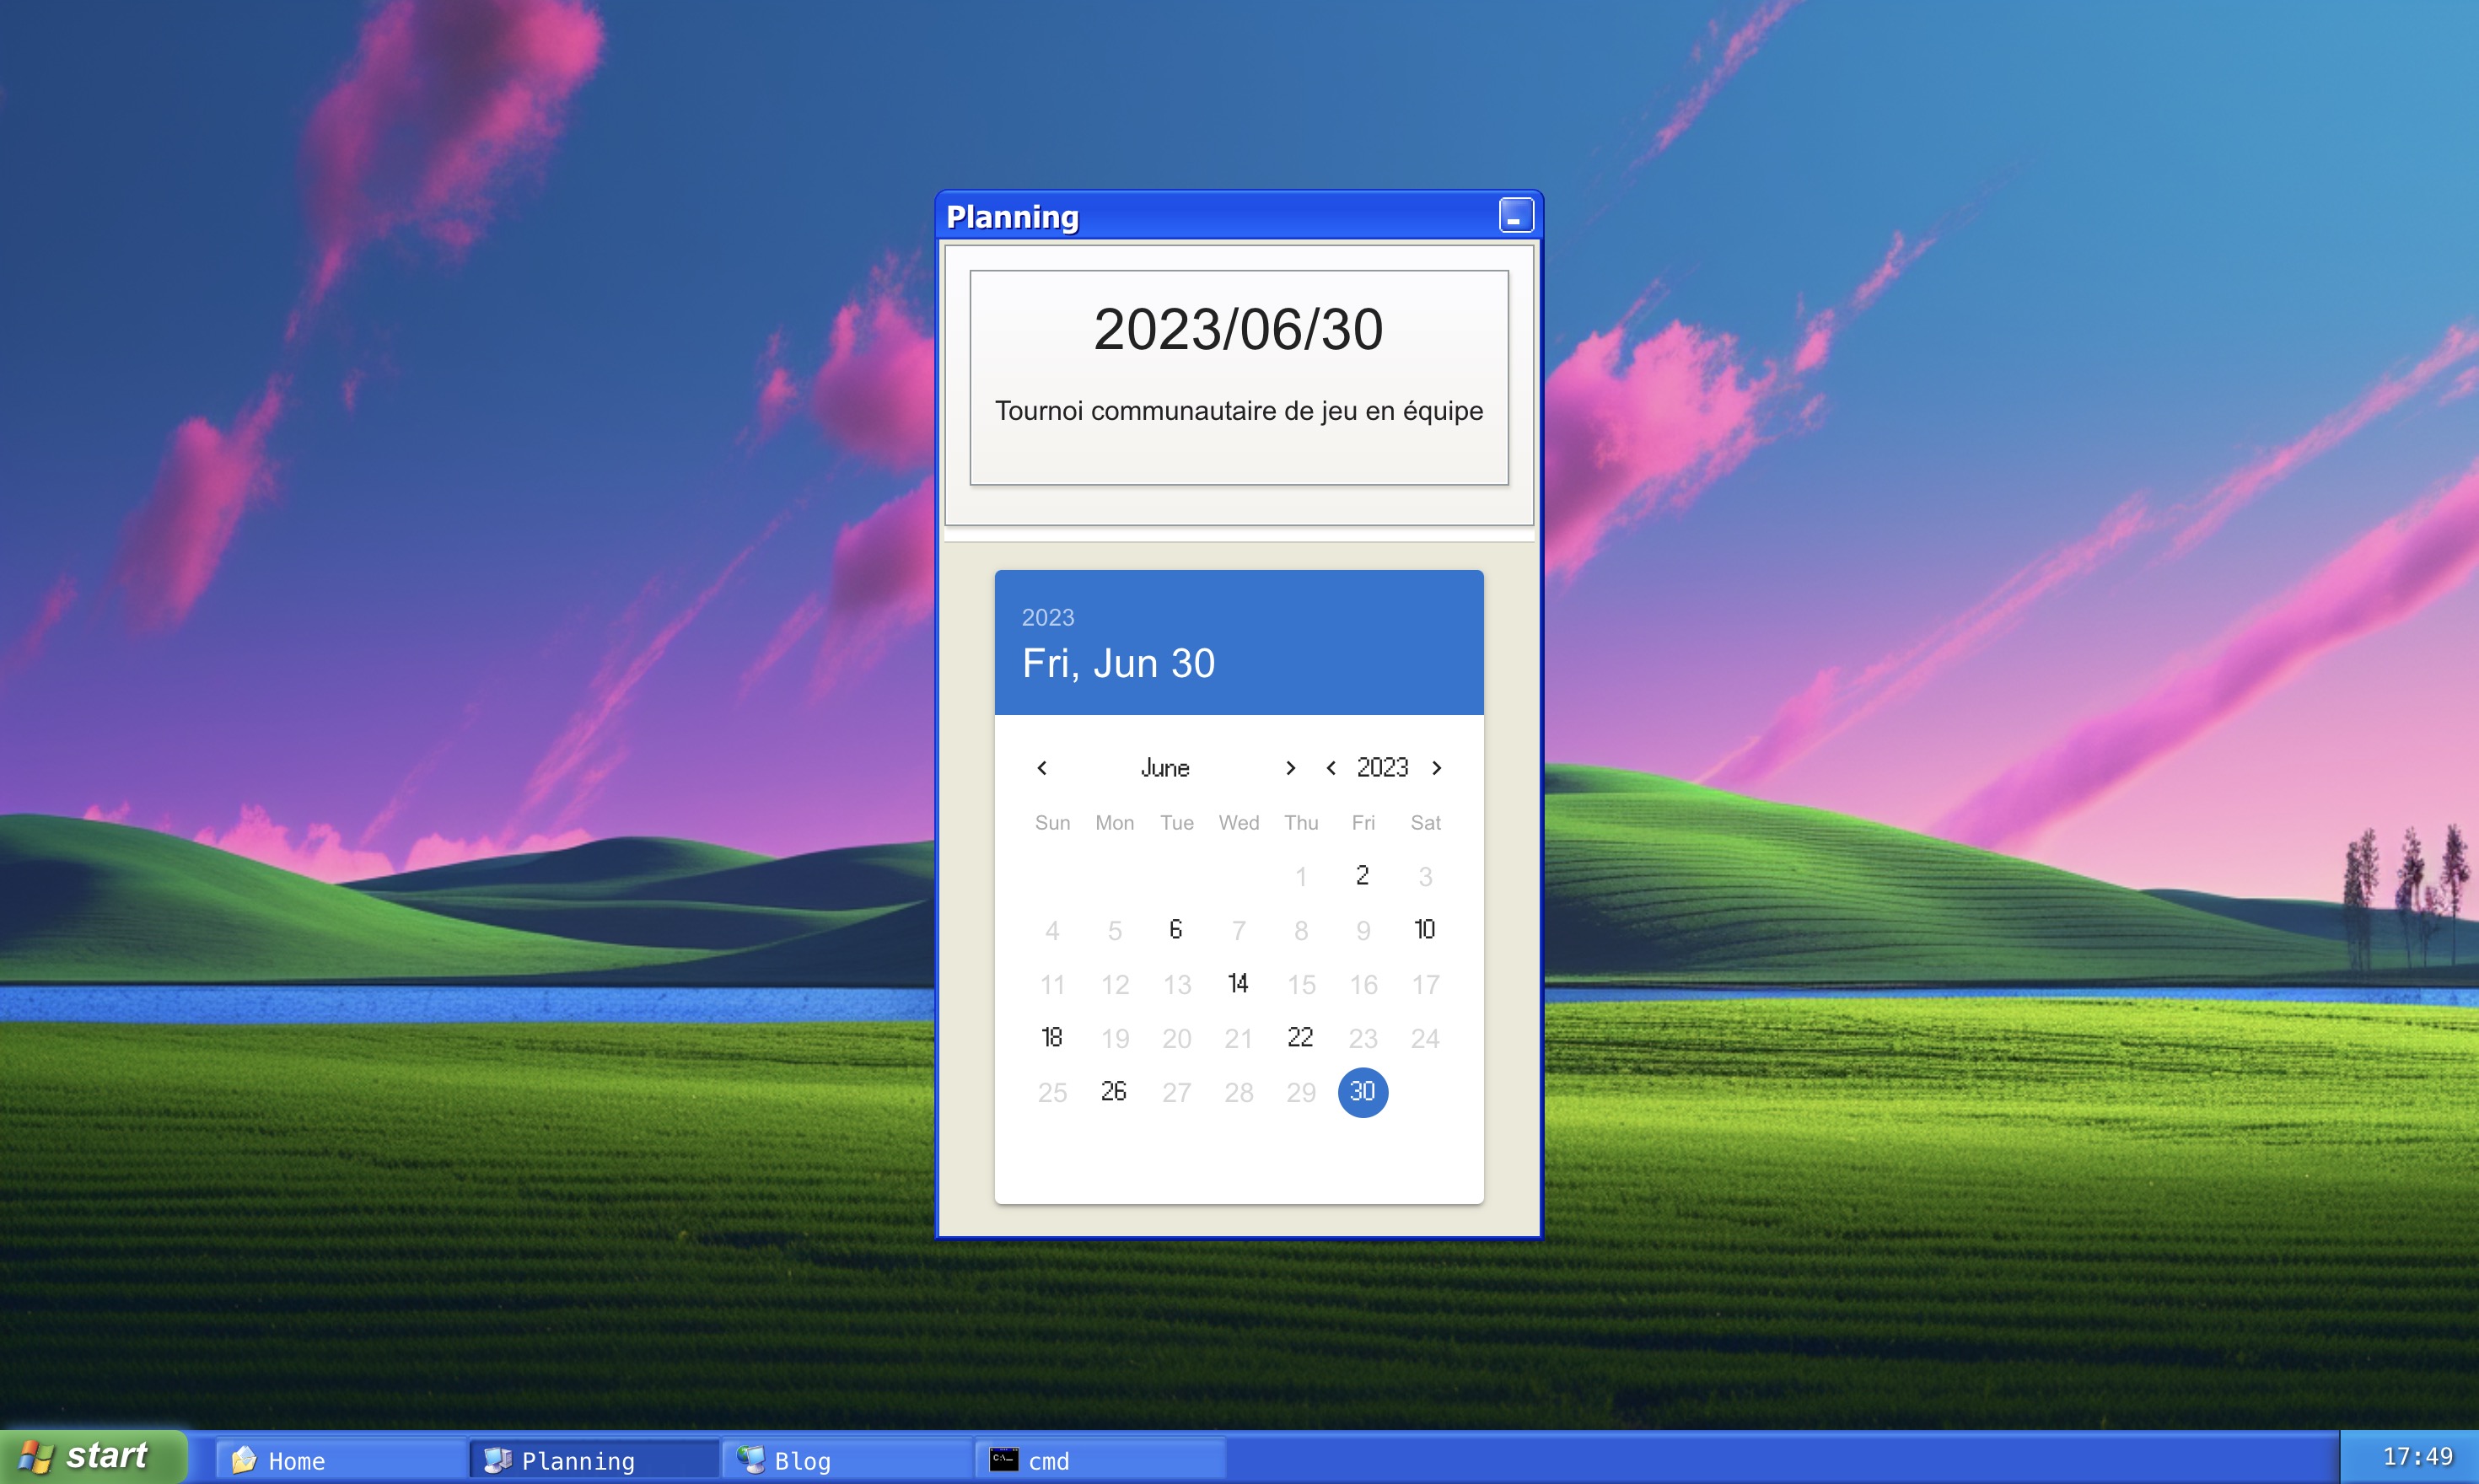 Planning
2023/06/30
Tournoi communautaire de jeu en équipe
2023
Fri, Jun 30
June 2023
Sun Mon Tue Wed Thu Fri Sat
1 2 3
4 5 6 7 8 9 10
11 12 13 14 15 16 17
18 19 20 21 22 23 24
25 26 27 28 29 30
start Home Planning Blog C:\_ cmd 17:49